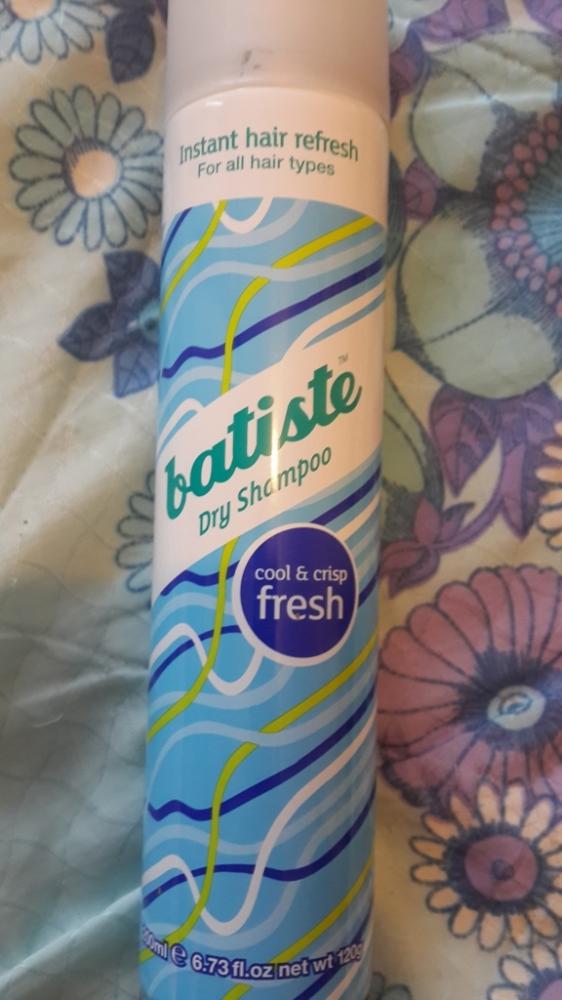 Instant hair refresh
For all hair types
batiste™
Dry Shampoo
cool & crisp
fresh
℮ 6.73 fl.oz net wt 120g